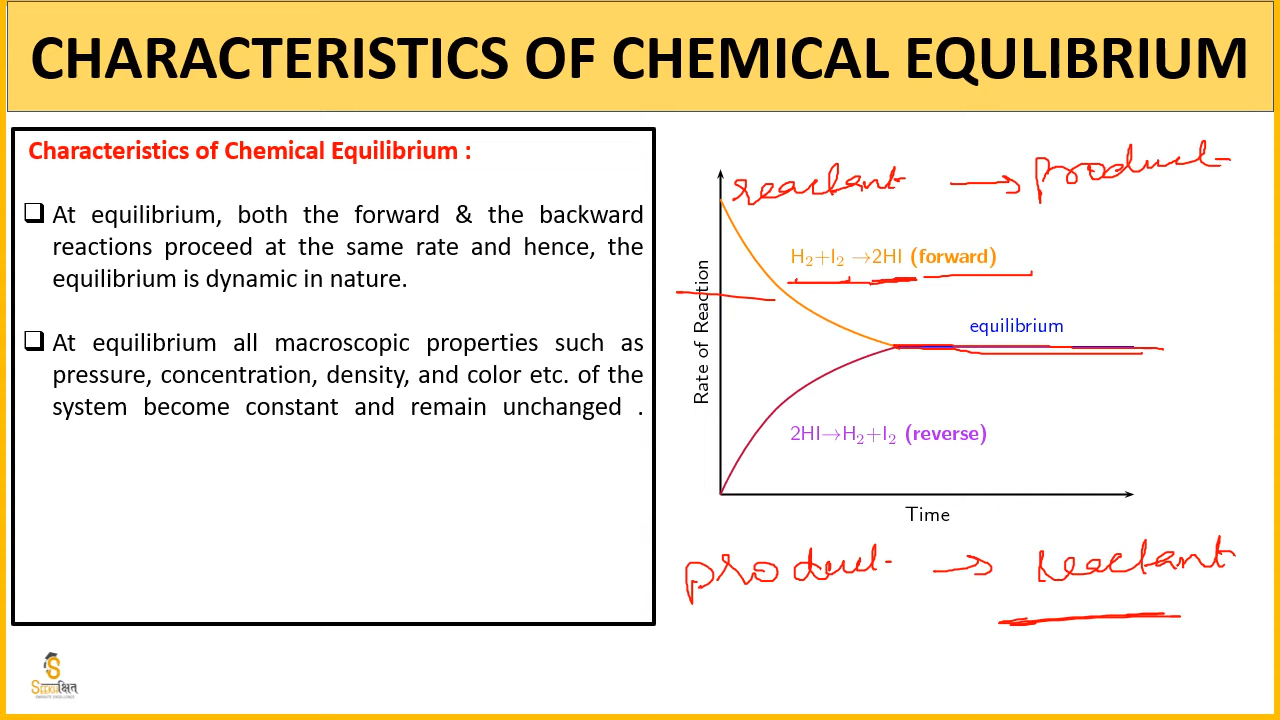 CHARACTERISTICS OF CHEMICAL EQULIBRIUM
Characteristics of Chemical Equilibrium :
❑ At equilibrium, both the forward & the backward
reactions proceed at the same rate and hence, the
equilibrium is dynamic in nature.
❑ At equilibrium all macroscopic properties such as
pressure, concentration, density, and color etc. of the
system become constant and remain unchanged .
reactant → product
H₂+I₂ →2HI (forward)
Rate of Reaction
equilibrium
2HI→H₂+I₂ (reverse)
Time
product → reactant
SEEKHशित